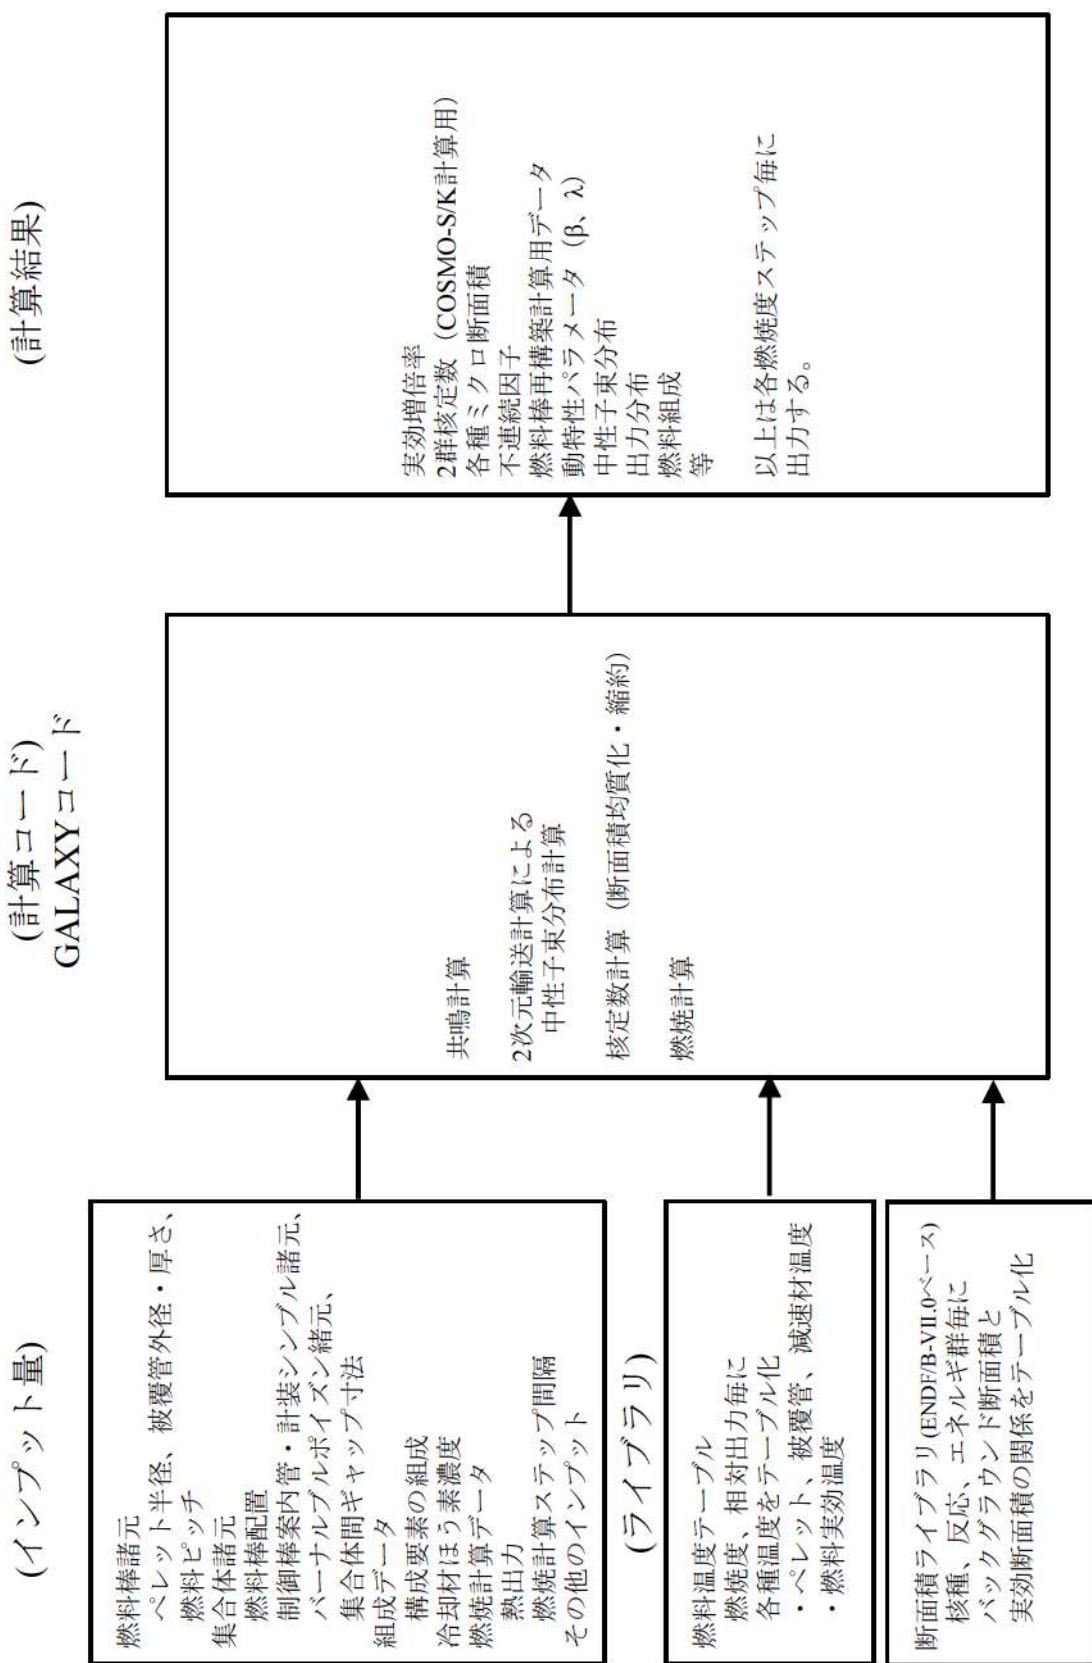 (インプット量)
燃料棒諸元
ペレット半径、被覆管外径・厚さ、
燃料ピッチ
集合体諸元
燃料棒配置
制御棒案内管・計装シンブル諸元、
バーナブルポイズン緒元、
集合体間ギャップ寸法
組成データ
構成要素の組成
冷却材ほう素濃度
燃焼計算データ
熱出力
燃焼計算ステップ間隔
その他のインプット
(ライブラリ)
燃料温度テーブル
燃焼度、相対出力毎に
各種温度をテーブル化
・ペレット、被覆管、減速材温度
・燃料実効温度
断面積ライブラリ(ENDF/B-VII.0ベース)
核種、反応、エネルギ群毎に
バックグラウンド断面積と
実効断面積の関係をテーブル化
(計算コード)
GALAXYコード
共鳴計算
2次元輸送計算による
中性子束分布計算
核定数計算（断面積均質化・縮約）
燃焼計算
(計算結果)
実効増倍率
2群核定数（COSMO-S/K計算用）
各種ミクロ断面積
不連続因子
燃料棒再構築計算用データ
動特性パラメータ（β、λ）
中性子束分布
出力分布
燃料組成
等
以上は各燃焼度ステップ毎に
出力する。